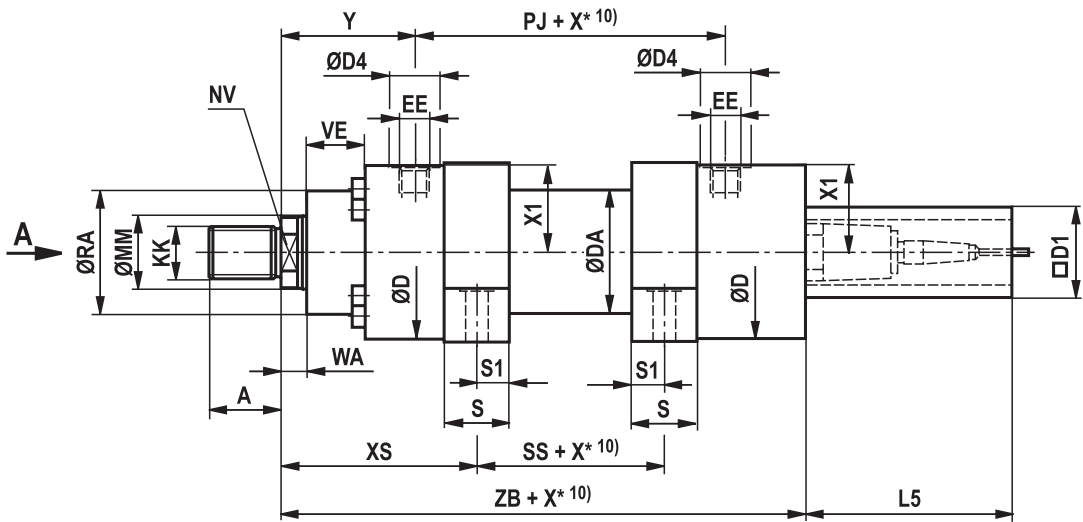 Y
PJ + X* 10)
ØD4
ØD4
NV
EE
EE
VE
X1
X1
A
ØRA
ØMM
KK
ØDA
□D1
ØD
ØD
WA
S1
S1
A
S
S
XS
SS + X* 10)
ZB + X* 10)
L5